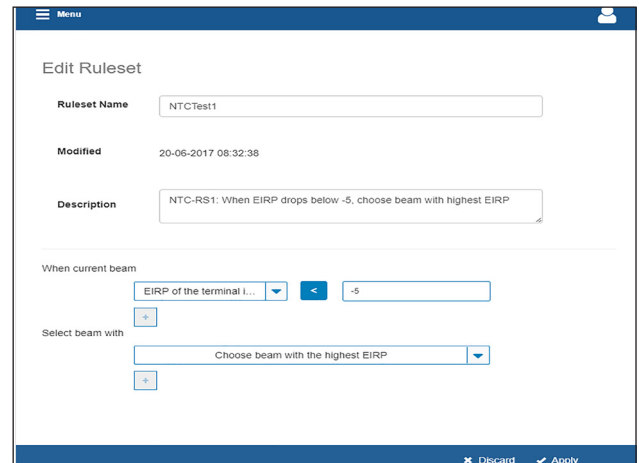 Menu
Edit Ruleset
Ruleset Name NTCTest1
Modified 20-06-2017 08:32:38
Description NTC-RS1: When EIRP drops below -5, choose beam with highest EIRP
When current beam
EIRP of the terminal i... < -5
+
Select beam with
Choose beam with the highest EIRP
+
Discard Apply